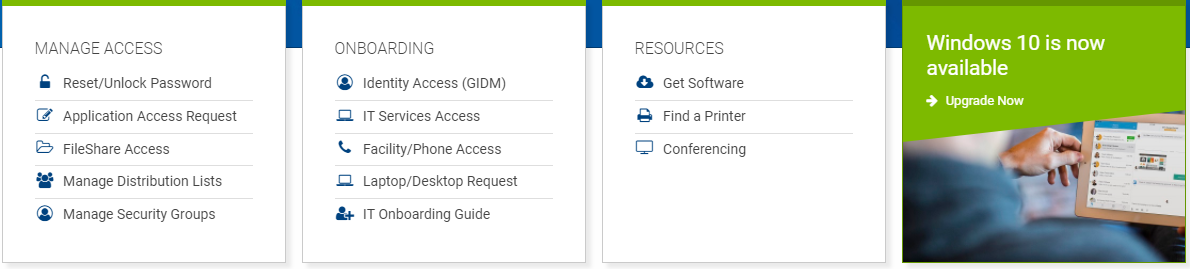 MANAGE ACCESS
Reset/Unlock Password
Application Access Request
FileShare Access
Manage Distribution Lists
Manage Security Groups
ONBOARDING
Identity Access (GIDM)
IT Services Access
Facility/Phone Access
Laptop/Desktop Request
IT Onboarding Guide
RESOURCES
Get Software
Find a Printer
Conferencing
Windows 10 is now
available
Upgrade Now